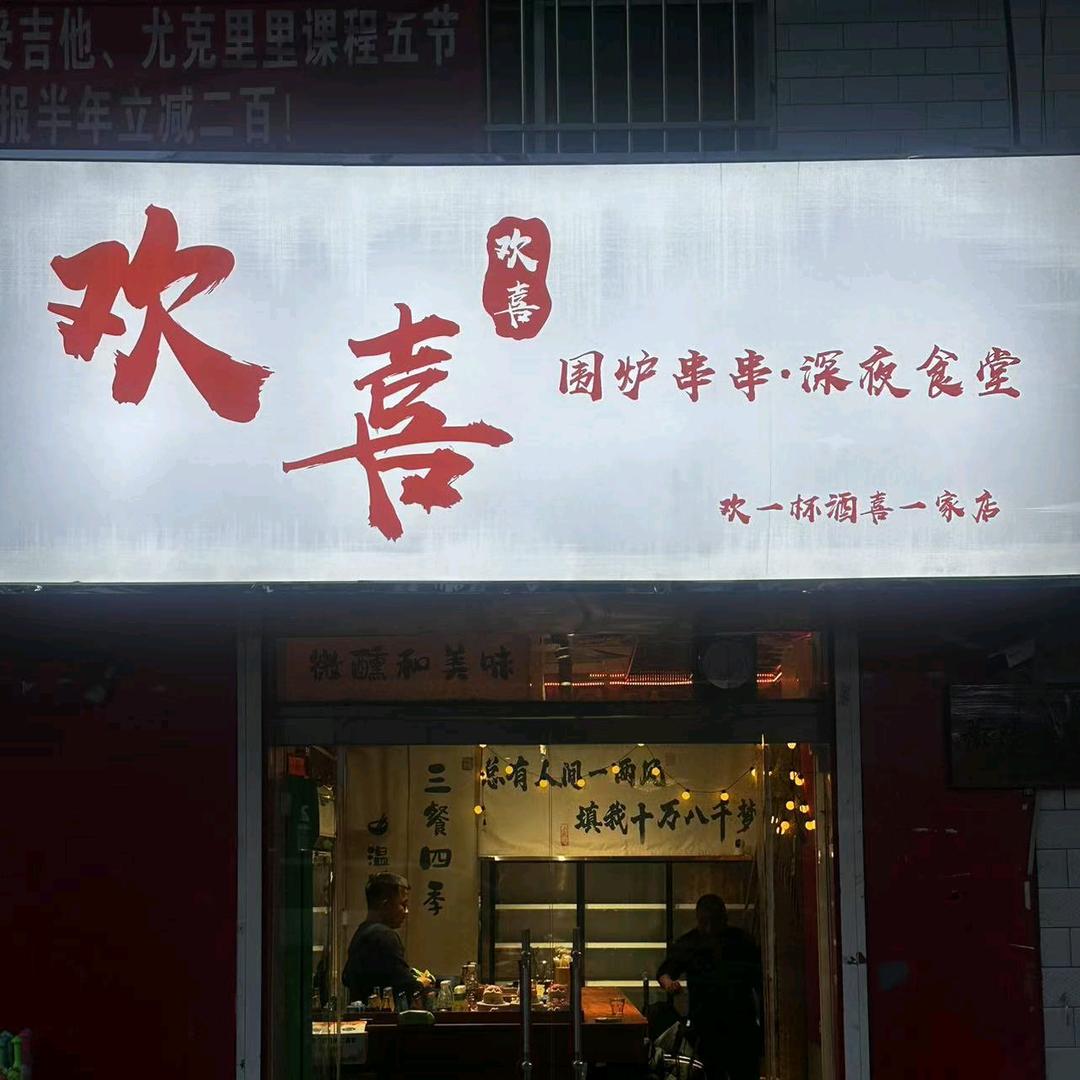 吉他、尤克里里课程五节
报半年立减二百！
欢喜
欢喜
围炉串串·深夜食堂
欢一杯酒喜一家店
微醺和美味
三餐四季
温
总有人间一两风
填我十万八千梦